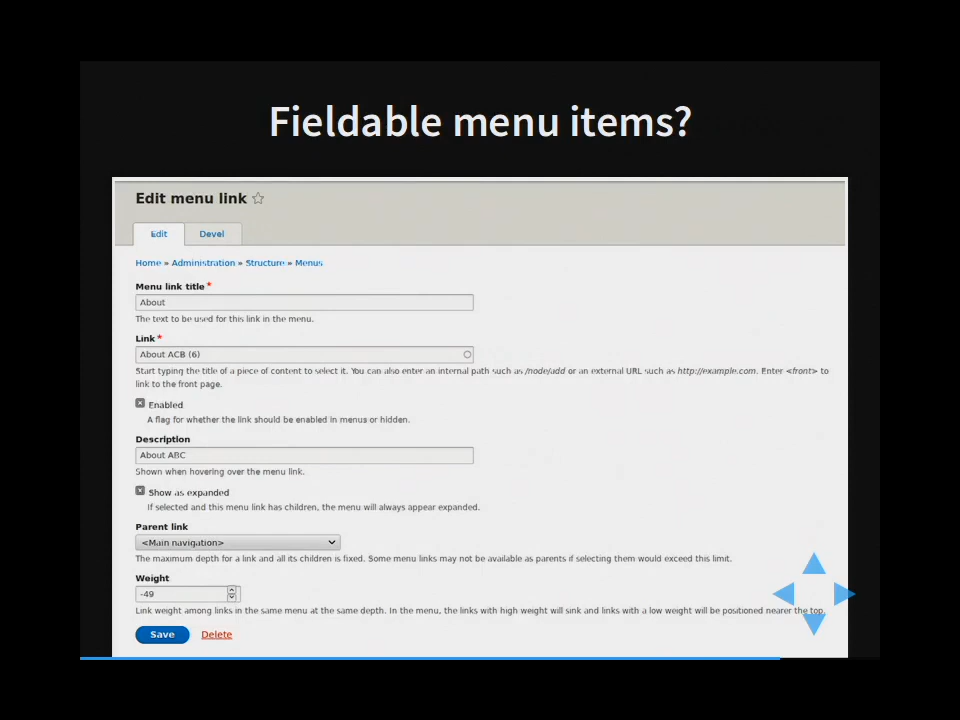 Fieldable menu items?
Edit menu link
Edit Devel
Home » Administration » Structure » Menus
Menu link title *
About
The text to be used for this link in the menu.
Link *
About ACB (6)
Start typing the title of a piece of content to select it. You can also enter an internal path such as /node/add or an external URL such as http://example.com. Enter <front> to
link to the front page.
Enabled
A flag for whether the link should be enabled in menus or hidden.
Description
About ABC
Shown when hovering over the menu link.
Show as expanded
If selected and this menu link has children, the menu will always appear expanded.
Parent link
<Main navigation>
The maximum depth for a link and all its children is fixed. Some menu links may not be available as parents if selecting them would exceed this limit.
Weight
-49
Link weight among links in the same menu at the same depth. In the menu, the links with high weight will sink and links with a low weight will be positioned nearer the top.
Save Delete